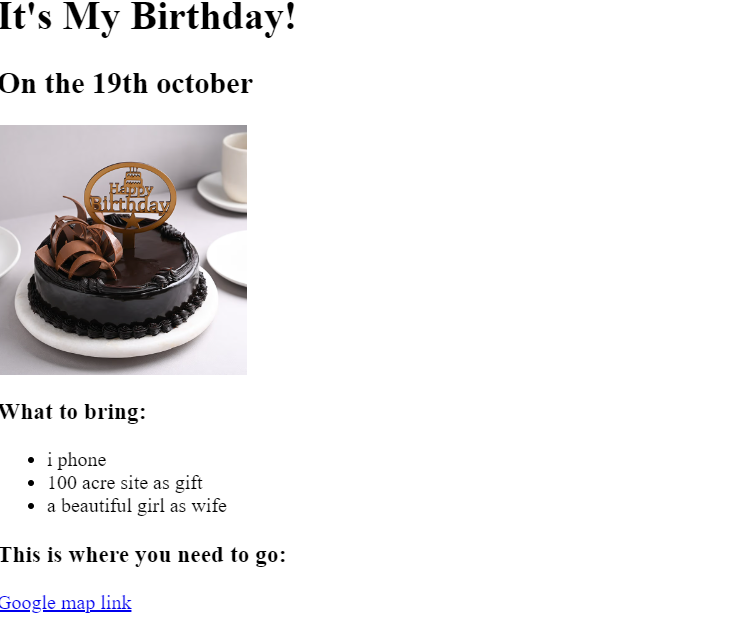 It's My Birthday!
On the 19th october
Happy
Birthday
What to bring:
i phone
100 acre site as gift
a beautiful girl as wife
This is where you need to go:
Google map link